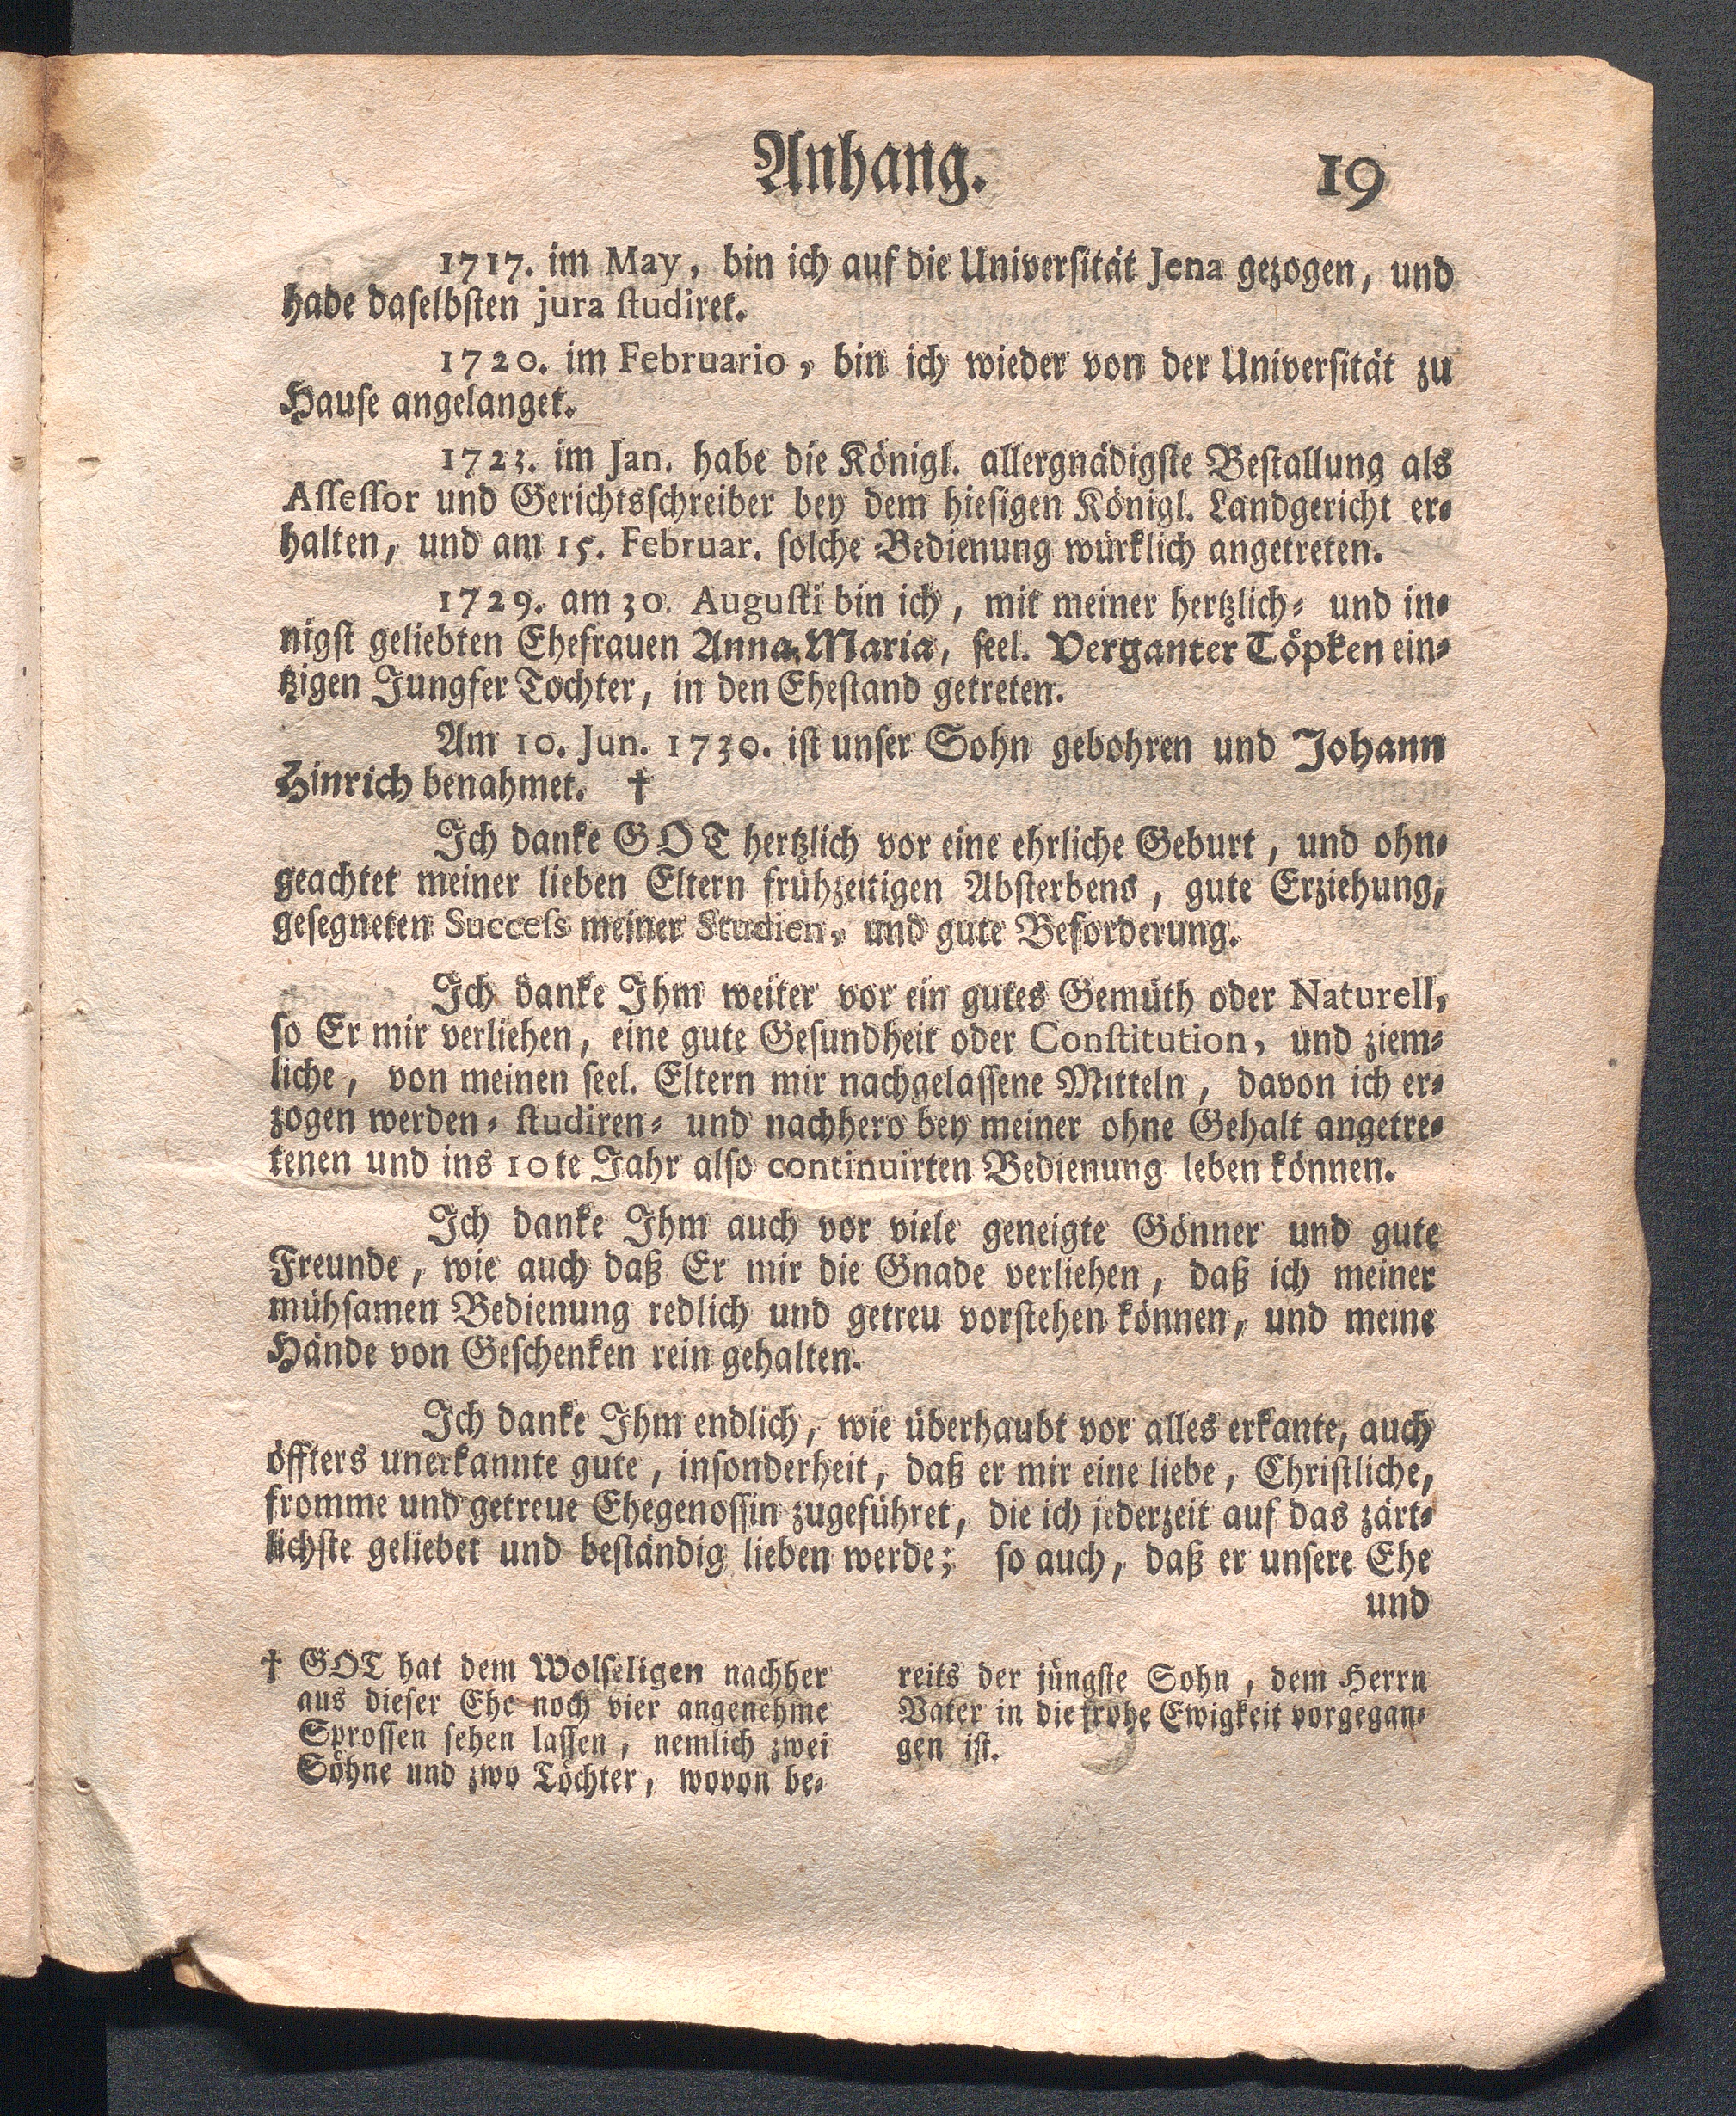 Anhang. 19
1717. im May, bin ich auf die Universität Jena gezogen, und
habe daselbsten jura studiret.
1720. im Februario, bin ich wieder von der Universität zu
Hause angelanget.
1723. im Jan. habe die Königl. allergnädigste Bestallung als
Assessor und Gerichtsschreiber bey dem hiesigen Königl. Landgericht er-
halten, und am 15. Februar. solche Bedienung würklich angetreten.
1729. am 30. Augusti bin ich, mit meiner hertzlich- und in-
nigst geliebten Ehefrauen Anna Maria, seel. Verganter Töpken ein-
tzigen Jungfer Tochter, in den Ehestand getreten.
Am 10. Jun. 1730. ist unser Sohn gebohren und Johann
Hinrich benahmet. †
Ich danke GOTT hertzlich vor eine ehrliche Geburt, und ohn-
geachtet meiner lieben Eltern frühzeitigen Absterbens, gute Erziehung,
gesegneten Success meiner Studien, und gute Beforderung.
Ich danke Ihm weiter vor ein gutes Gemüth oder Naturell,
so Er mir verliehen, eine gute Gesundheit oder Constitution, und ziem-
liche, von meinen seel. Eltern mir nachgelassene Mitteln, davon ich er-
zogen werden- studiren- und nachhero bey meiner ohne Gehalt angetre-
tenen und ins 10te Jahr also continuirten Bedienung leben können.
Ich danke Ihm auch vor viele geneigte Gönner und gute
Freunde, wie auch daß Er mir die Gnade verliehen, daß ich meiner
mühsamen Bedienung redlich und getreu vorstehen können, und meine
Hände von Geschenken rein gehalten.
Ich danke Ihm endlich, wie überhaubt vor alles erkante, auch
öffters unerkannte gute, insonderheit, daß er mir eine liebe, Christliche,
fromme und getreue Ehegenossin zugeführet, die ich jederzeit auf das zärt-
lichste geliebet und beständig lieben werde; so auch, daß er unsere Ehe
und
† GOT hat dem Wolseligen nachher
aus dieser Ehe noch vier angenehme
Sprossen sehen lassen, nemlich zwei
Söhne und zwo Töchter, wovon be-
reits der jüngste Sohn, dem Herrn
Vater in die frohe Ewigkeit vorgegan-
gen ist.